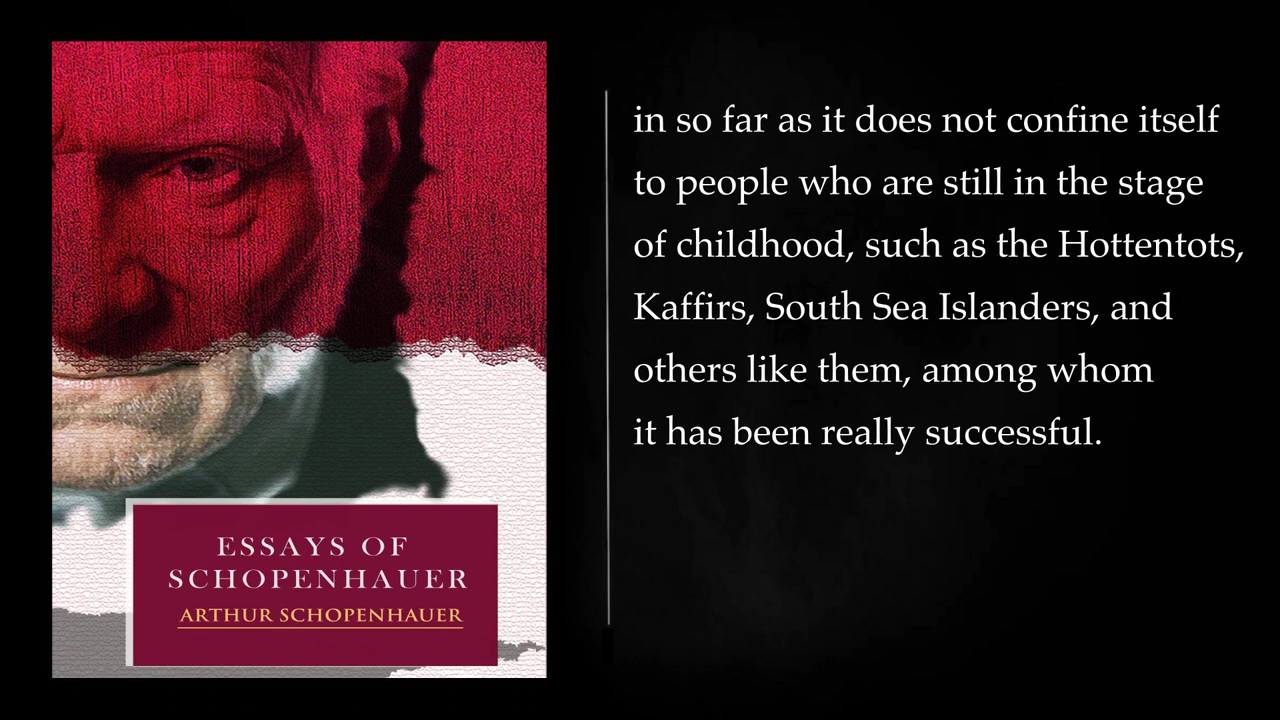 ESSAYS OF
SCHOPENHAUER
ARTHUR SCHOPENHAUER
in so far as it does not confine itself
to people who are still in the stage
of childhood, such as the Hottentots,
Kaffirs, South Sea Islanders, and
others like them, among whom
it has been really successful.